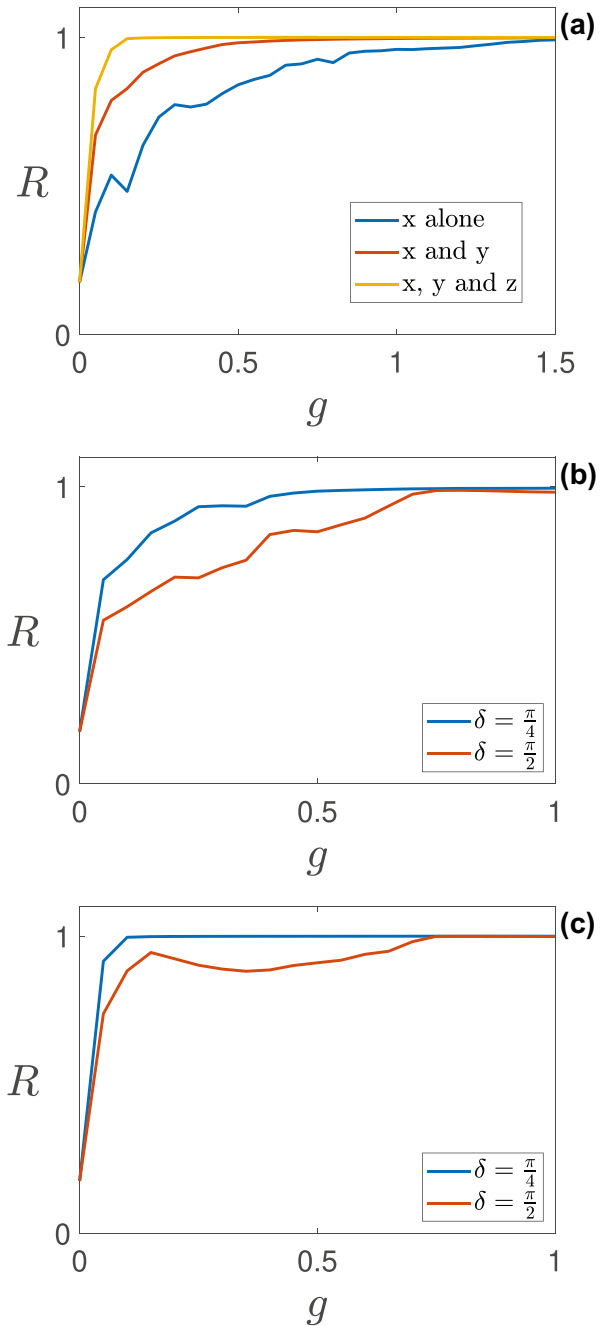 (a)
1
R
x alone
x and y
x, y and z
0
0 0.5 1 1.5
g
(b)
1
R
δ = π/4
δ = π/2
0
0 0.5 1
g
(c)
1
R
δ = π/4
δ = π/2
0
0 0.5 1
g